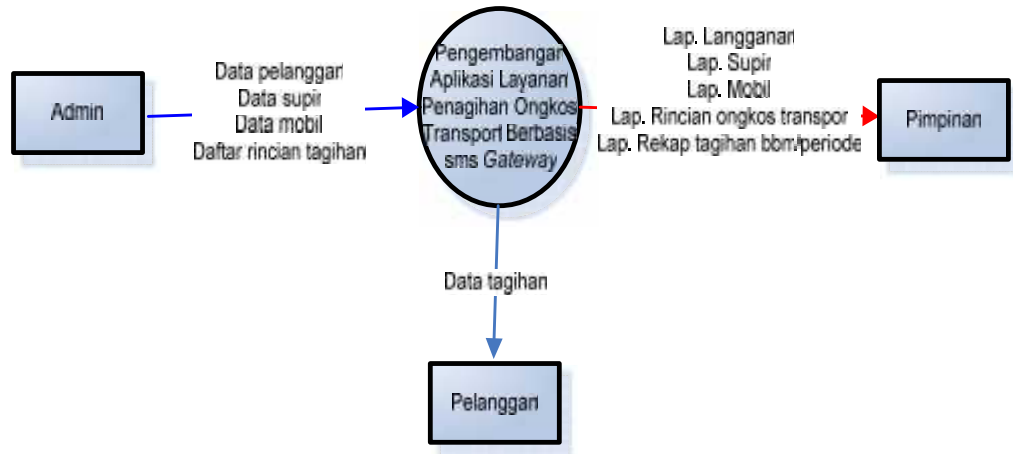 Admin
Data pelanggan
Data supir
Data mobil
Daftar rincian tagihan
Pengembangan
Aplikasi Layanan
Penagihan Ongkos
Transport Berbasis
sms Gateway
Lap. Langganan
Lap. Supir
Lap. Mobil
Lap. Rincian ongkos transpor
Lap. Rekap tagihan bbm/periode
Pimpinan
Data tagihan
Pelanggan